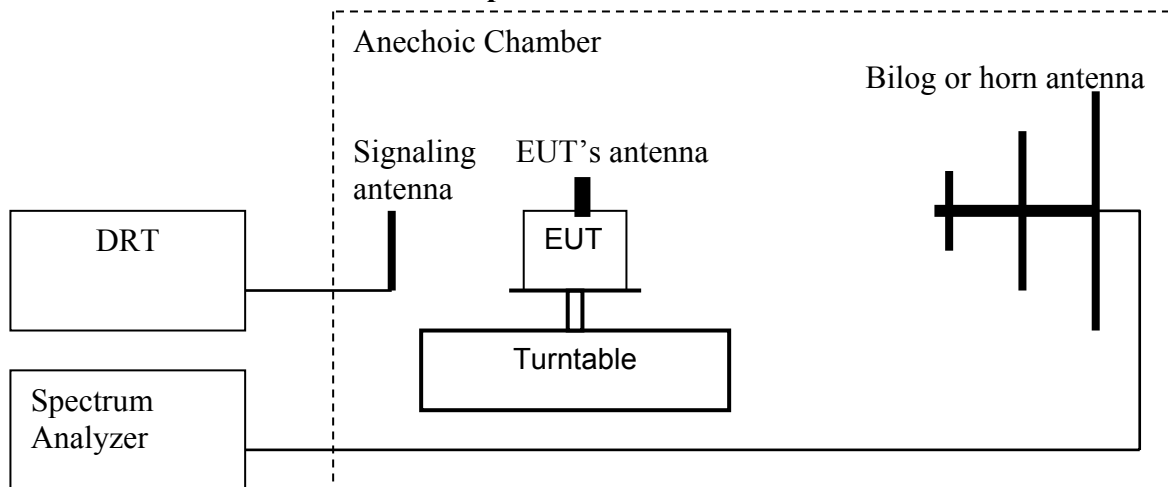 Anechoic Chamber
Bilog or horn antenna
Signaling
antenna
EUT’s antenna
DRT
EUT
Turntable
Spectrum
Analyzer